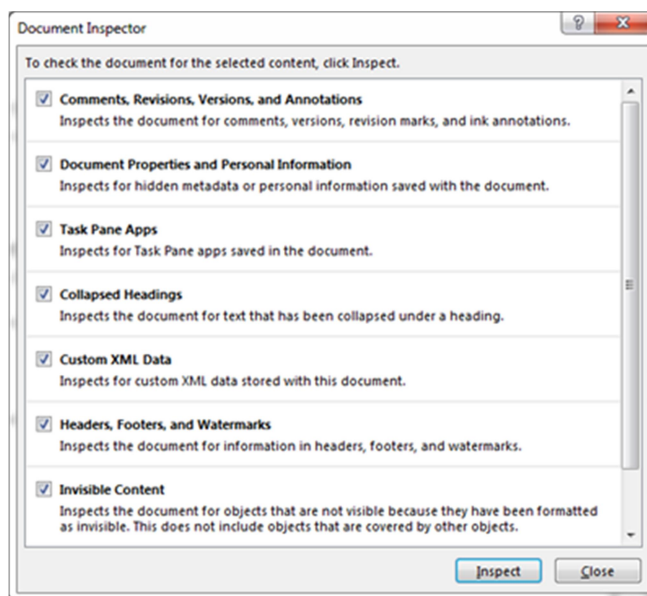 Document Inspector
To check the document for the selected content, click Inspect.
Comments, Revisions, Versions, and Annotations
Inspects the document for comments, versions, revision marks, and ink annotations.
Document Properties and Personal Information
Inspects for hidden metadata or personal information saved with the document.
Task Pane Apps
Inspects for Task Pane apps saved in the document.
Collapsed Headings
Inspects the document for text that has been collapsed under a heading.
Custom XML Data
Inspects for custom XML data stored with this document.
Headers, Footers, and Watermarks
Inspects the document for information in headers, footers, and watermarks.
Invisible Content
Inspects the document for objects that are not visible because they have been formatted
as invisible. This does not include objects that are covered by other objects.
Inspect Close